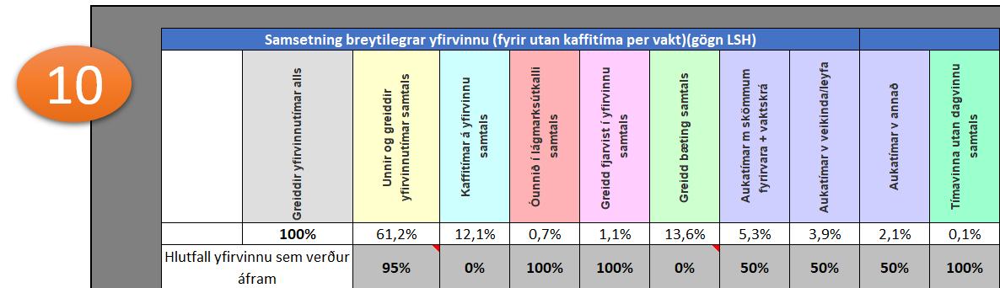 10
Samsetning breytilegrar yfirvinnu (fyrir utan kaffitíma per vakt)(gögn LSH)
Greiddir yfirvinnutímar alls
Unnir og greiddir
yfirvinnutímar samtals
Kaffitímar á yfirvinnu
samtals
Óunnið í lágmarksútkalli
samtals
Greidd fjarvist í yfirvinnu
samtals
Greidd bæting samtals
Aukatímar m skömmum
fyrirvara + vaktskrá
Aukatímar v veikinda/leyfa
Aukatímar v annað
Tímavinna utan dagvinnu
samtals
100% 61,2% 12,1% 0,7% 1,1% 13,6% 5,3% 3,9% 2,1% 0,1%
Hlutfall yfirvinnu sem verður
áfram
95% 0% 100% 100% 0% 50% 50% 50% 100%